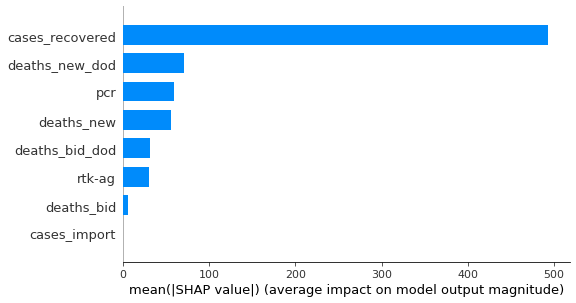 cases_recovered
deaths_new_dod
pcr
deaths_new
deaths_bid_dod
rtk-ag
deaths_bid
cases_import
0 100 200 300 400 500
mean(|SHAP value|) (average impact on model output magnitude)